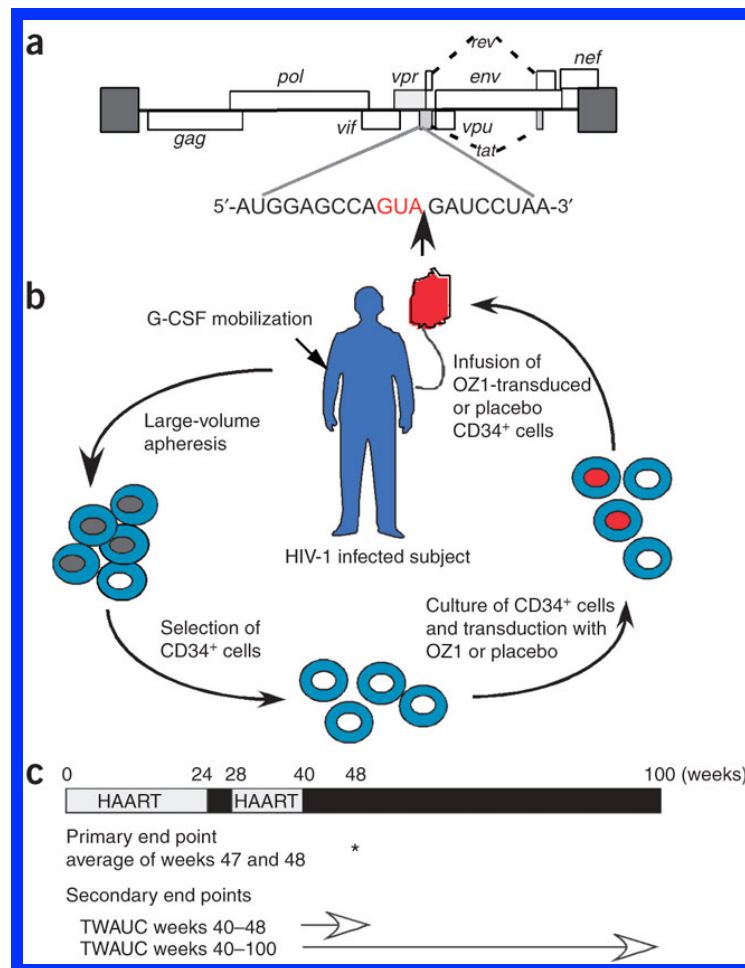 a
rev
nef
pol
vpr
env
gag
vif
vpu
tat
5′-AUGGAGCCAGUAGAUCCUAA-3′
b
G-CSF mobilization
Large-volume
apheresis
Infusion of
OZ1-transduced
or placebo
CD34+ cells
HIV-1 infected subject
Selection of
CD34+ cells
Culture of CD34+ cells
and transduction with
OZ1 or placebo
c
0 24 28 40 48 100 (weeks)
HAART HAART
Primary end point
average of weeks 47 and 48 *
Secondary end points
TWAUC weeks 40–48
TWAUC weeks 40–100